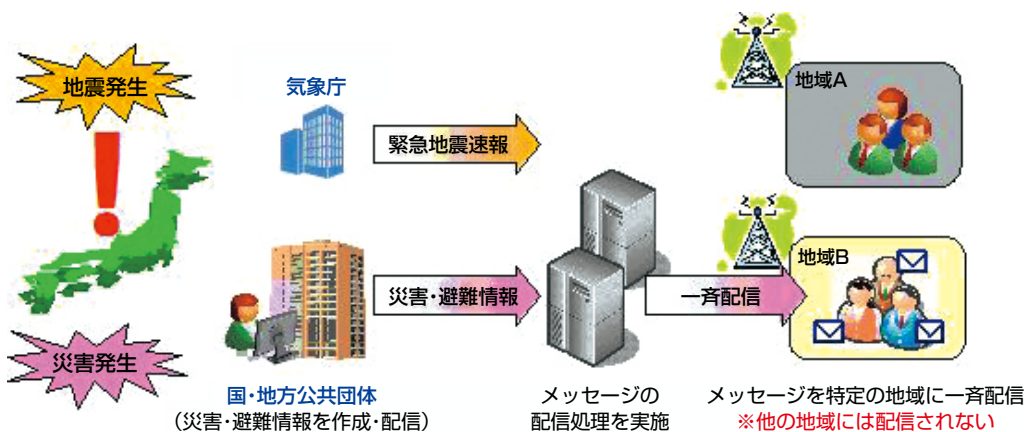 地震発生
気象庁
緊急地震速報
地域A
災害発生
災害・避難情報
一斉配信
地域B
国・地方公共団体
（災害・避難情報を作成・配信）
メッセージの
配信処理を実施
メッセージを特定の地域に一斉配信
※他の地域には配信されない